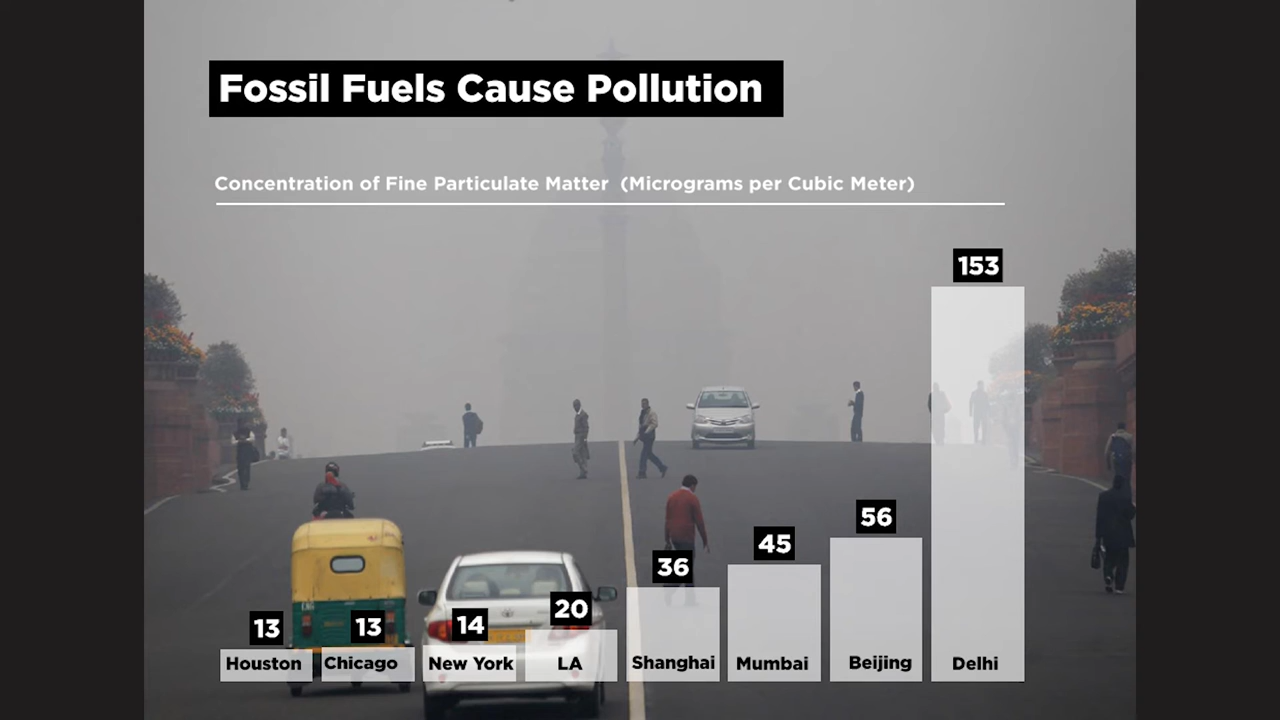 Fossil Fuels Cause Pollution
Concentration of Fine Particulate Matter (Micrograms per Cubic Meter)
153
56
45
36
20
14
13
13
Houston
Chicago
New York
LA
Shanghai
Mumbai
Beijing
Delhi